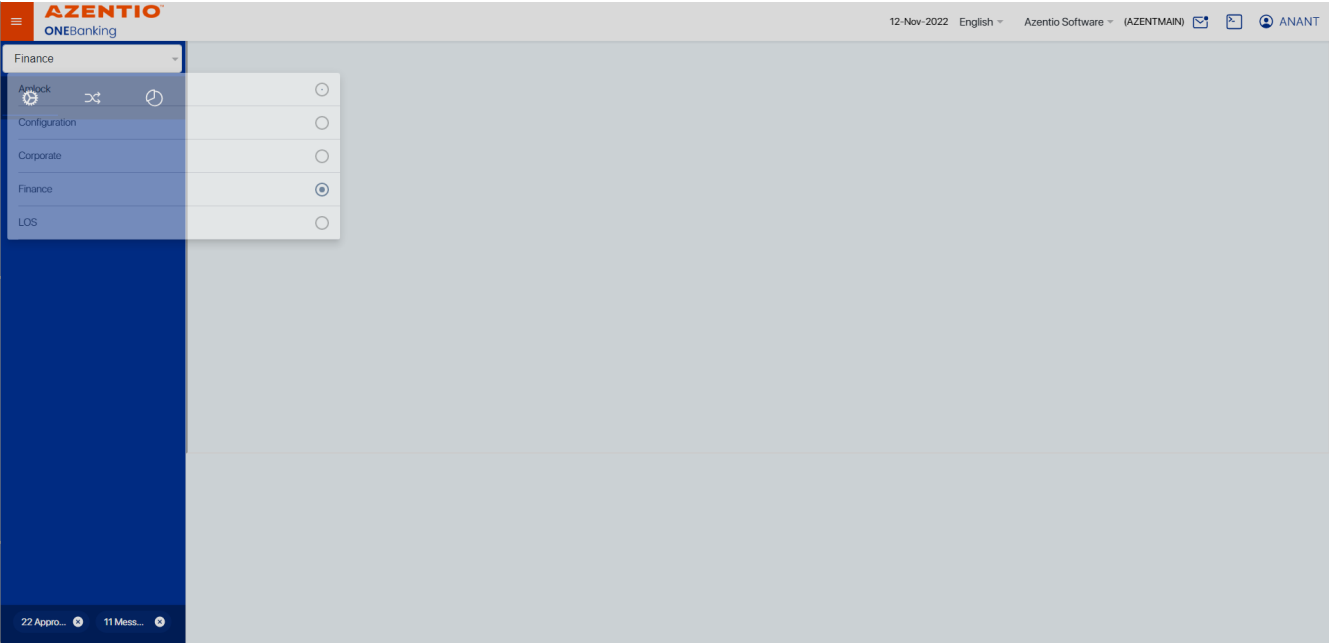 AZENTIO
ONEBanking
12-Nov-2022 English Azentio Software (AZENTMAIN) ANANT
Finance
Amlock
Configuration
Corporate
Finance
LOS
22 Appro... 11 Mess...